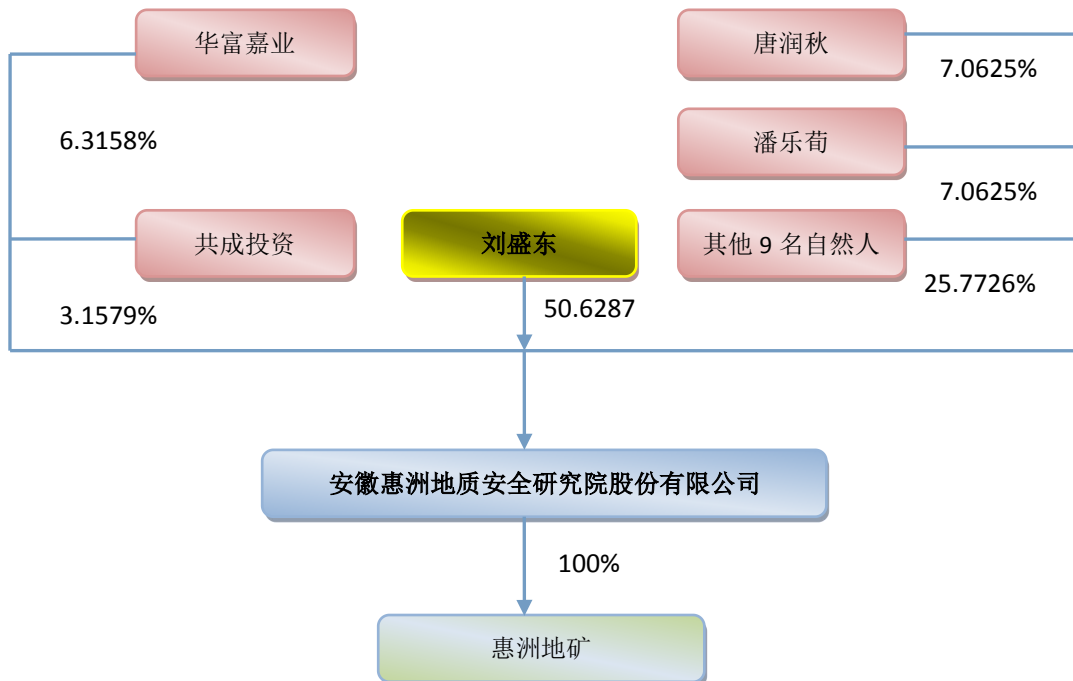 华富嘉业
唐润秋
7.0625%
6.3158%
潘乐荀
7.0625%
共成投资
刘盛东
其他 9 名自然人
25.7726%
3.1579%
50.6287
安徽惠洲地质安全研究院股份有限公司
100%
惠洲地矿